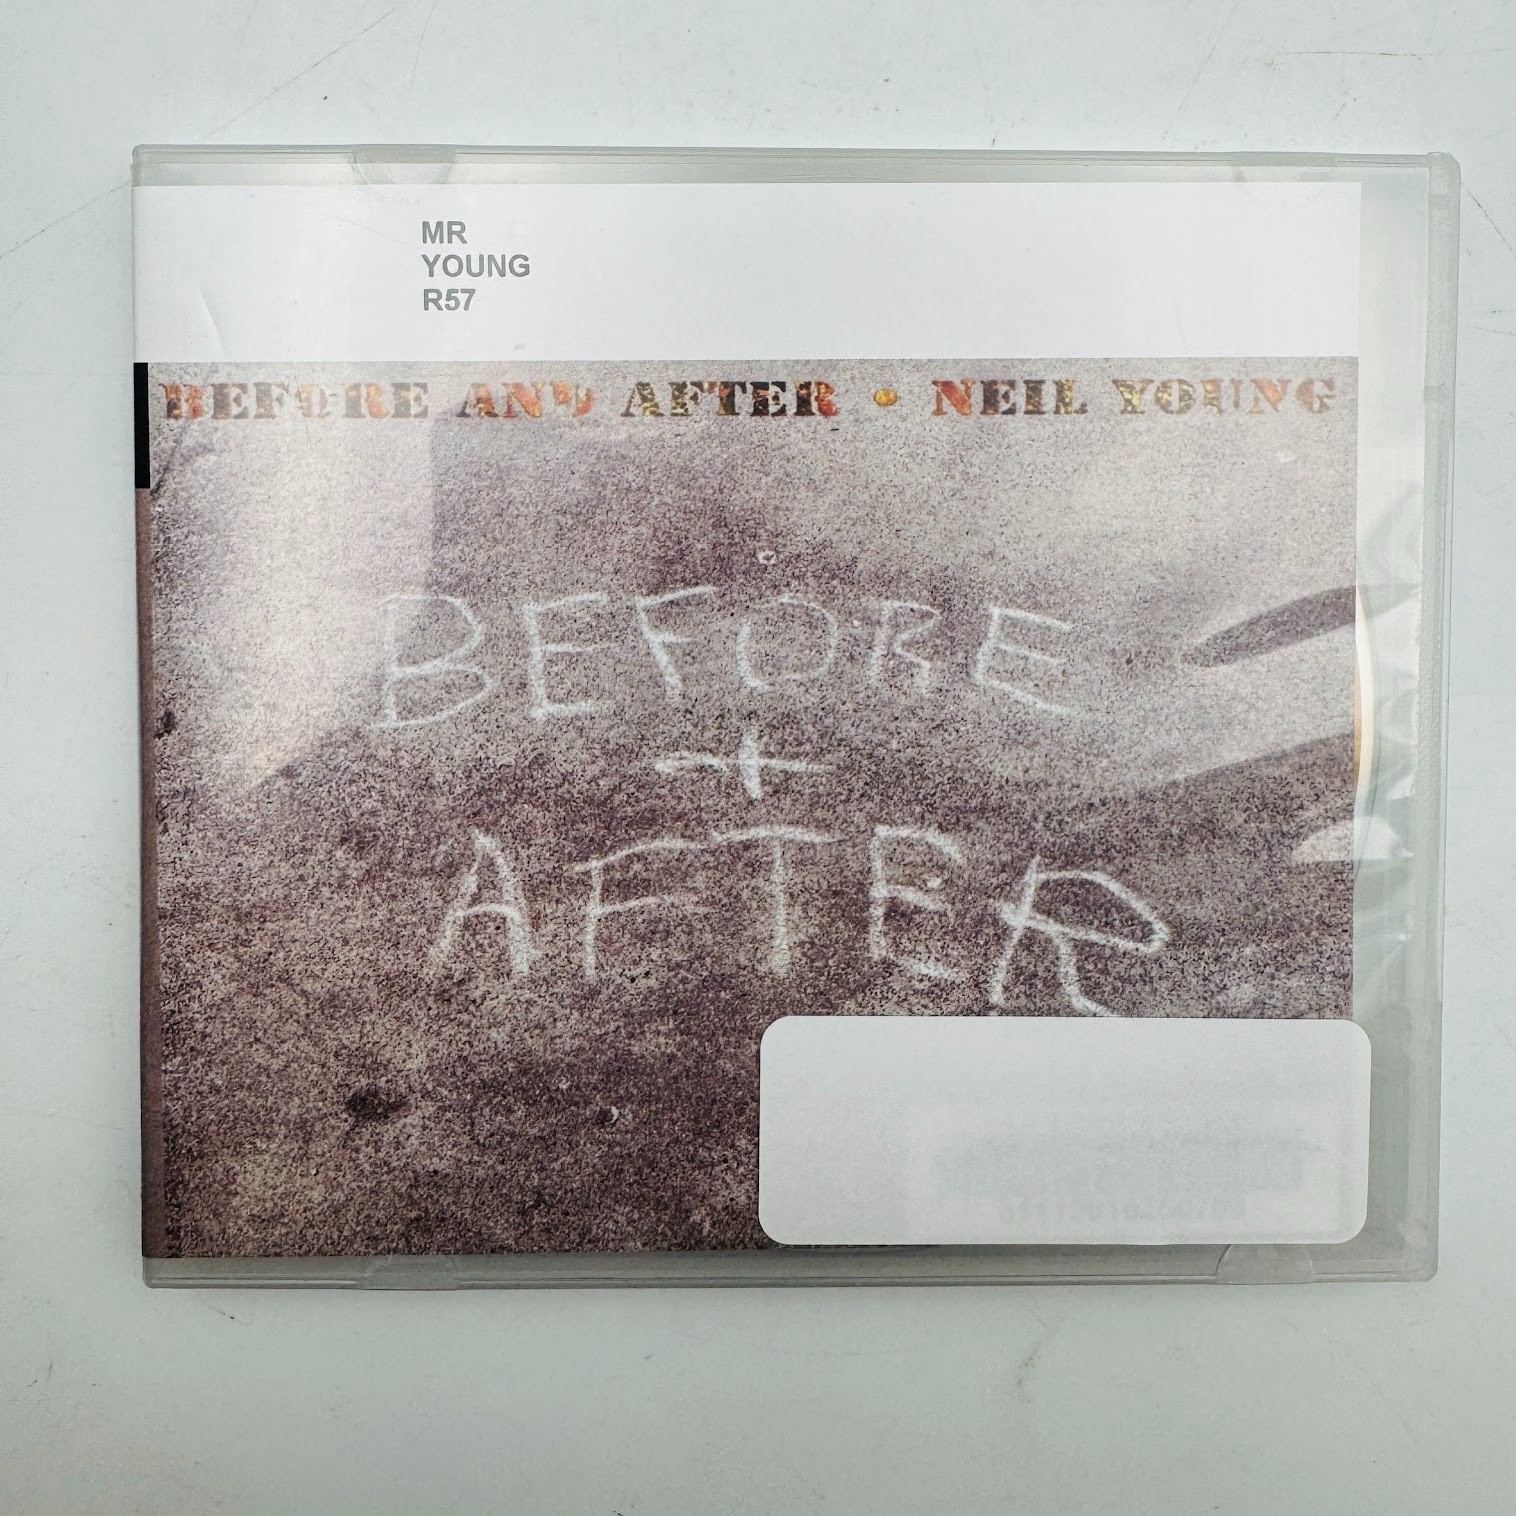 MR
YOUNG
R57
BEFORE AND AFTER • NEIL YOUNG
BEFORE
+
AFTER